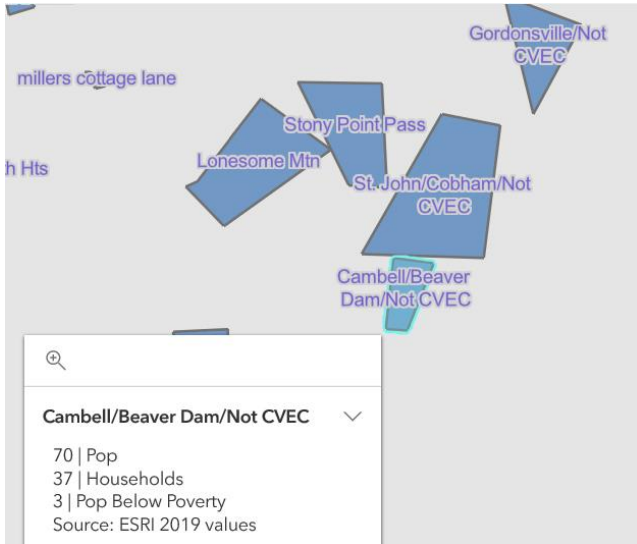 Gordonsville/Not
CVEC
millers cottage lane
Stony Point Pass
Lonesome Mtn
h Hts
St. John/Cobham/Not
CVEC
Cambell/Beaver
Dam/Not CVEC
Cambell/Beaver Dam/Not CVEC
70 | Pop
37 | Households
3 | Pop Below Poverty
Source: ESRI 2019 values